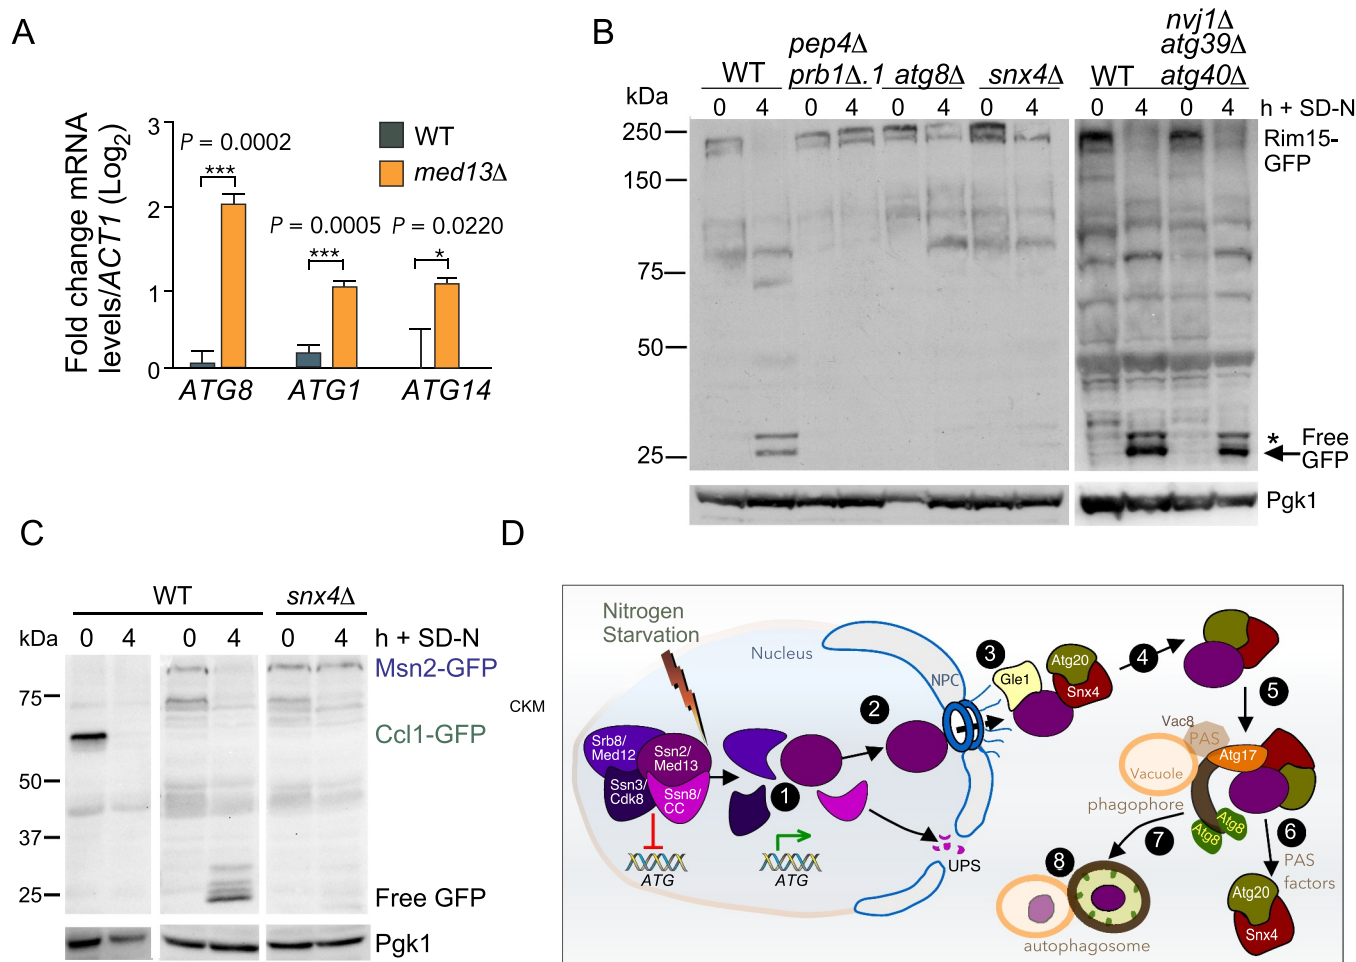 A
Fold change mRNA
levels/ACT1 (Log2)
3
2
1
0
P = 0.0002
***
P = 0.0005
***
P = 0.0220
*
WT
med13Δ
ATG8
ATG1
ATG14
B
WT
pep4Δ
prb1Δ.1
atg8Δ
snx4Δ
WT
nvj1Δ
atg39Δ
atg40Δ
kDa
0 4 0 4 0 4 0 4 0 4 0 4 h + SD-N
250
150
75
50
25
Rim15-
GFP
* Free
GFP
Pgk1
C
WT
snx4Δ
kDa
0 4 0 4 0 4 h + SD-N
75
50
37
25
Msn2-GFP
Ccl1-GFP
Free GFP
Pgk1
D
CKM
Nitrogen
Starvation
Nucleus
NPC
Srb8/
Med12
Ssn2/
Med13
Ssn3/
Cdk8
Ssn8/
CC
ATG
1
ATG
UPS
2
3
Gle1
Atg20
Snx4
4
5
Vac8
PAS
Atg17
Vacuole
phagophore
Atg8
Atg8
6
PAS
factors
Atg20
Snx4
7
8
autophagosome